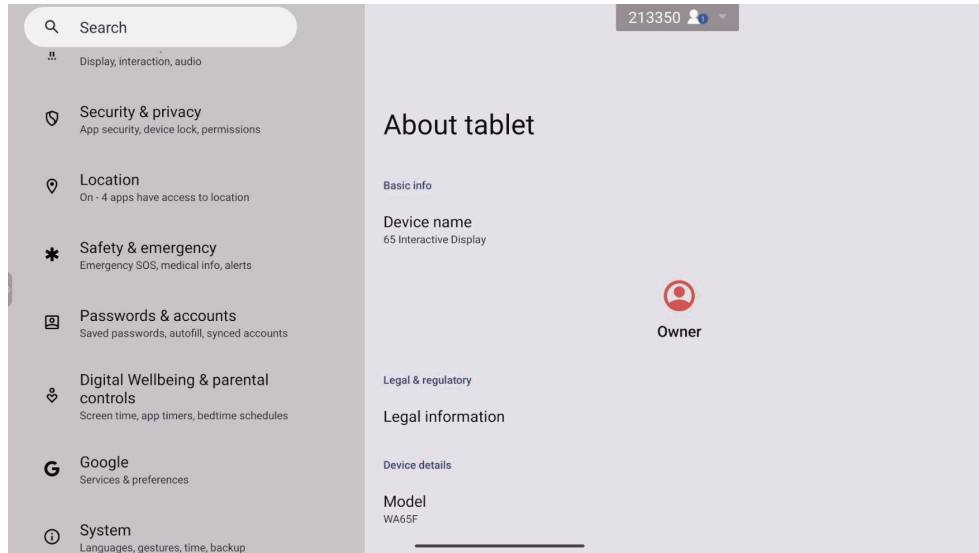 Search
Display, interaction, audio
Security & privacy
App security, device lock, permissions
Location
On - 4 apps have access to location
Safety & emergency
Emergency SOS, medical info, alerts
Passwords & accounts
Saved passwords, autofill, synced accounts
Digital Wellbeing & parental
controls
Screen time, app timers, bedtime schedules
Google
Services & preferences
System
Languages, gestures, time, backup
213350
1
About tablet
Basic info
Device name
65 Interactive Display
Owner
Legal & regulatory
Legal information
Device details
Model
WA65F